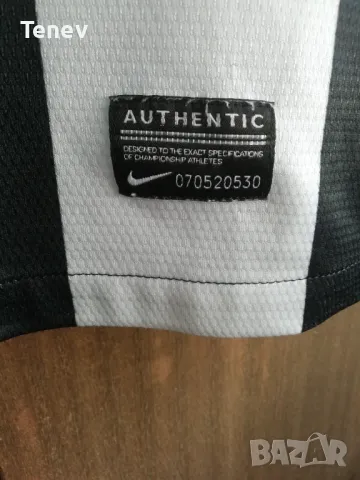 Tenev
AUTHENTIC
DESIGNED TO THE EXACT SPECIFICATIONS
OF CHAMPIONSHIP ATHLETES
070520530
BAZAR